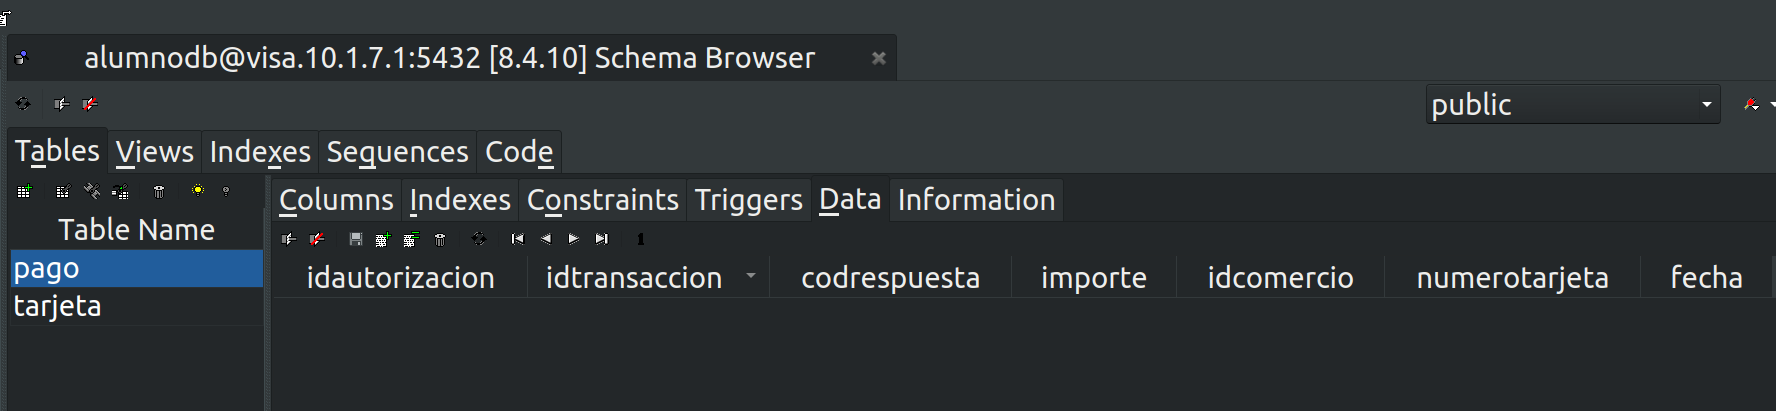 alumnodb@visa.10.1.7.1:5432 [8.4.10] Schema Browser
public
Tables Views Indexes Sequences Code
Columns Indexes Constraints Triggers Data Information
Table Name
pago
tarjeta
1
idautorizacion idtransaccion codrespuesta importe idcomercio numerotarjeta fecha